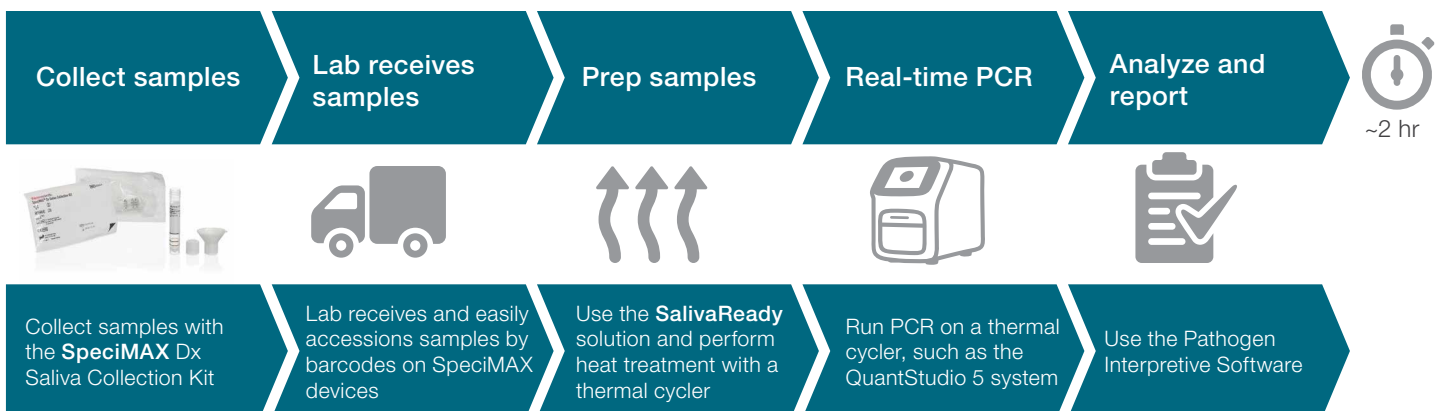 Collect samples
Lab receives
samples
Prep samples
Real-time PCR
Analyze and
report
~2 hr
Collect samples with
the SpeciMAX Dx
Saliva Collection Kit
Lab receives and easily
accessions samples by
barcodes on SpeciMAX
devices
Use the SalivaReady
solution and perform
heat treatment with a
thermal cycler
Run PCR on a thermal
cycler, such as the
QuantStudio 5 system
Use the Pathogen
Interpretive Software